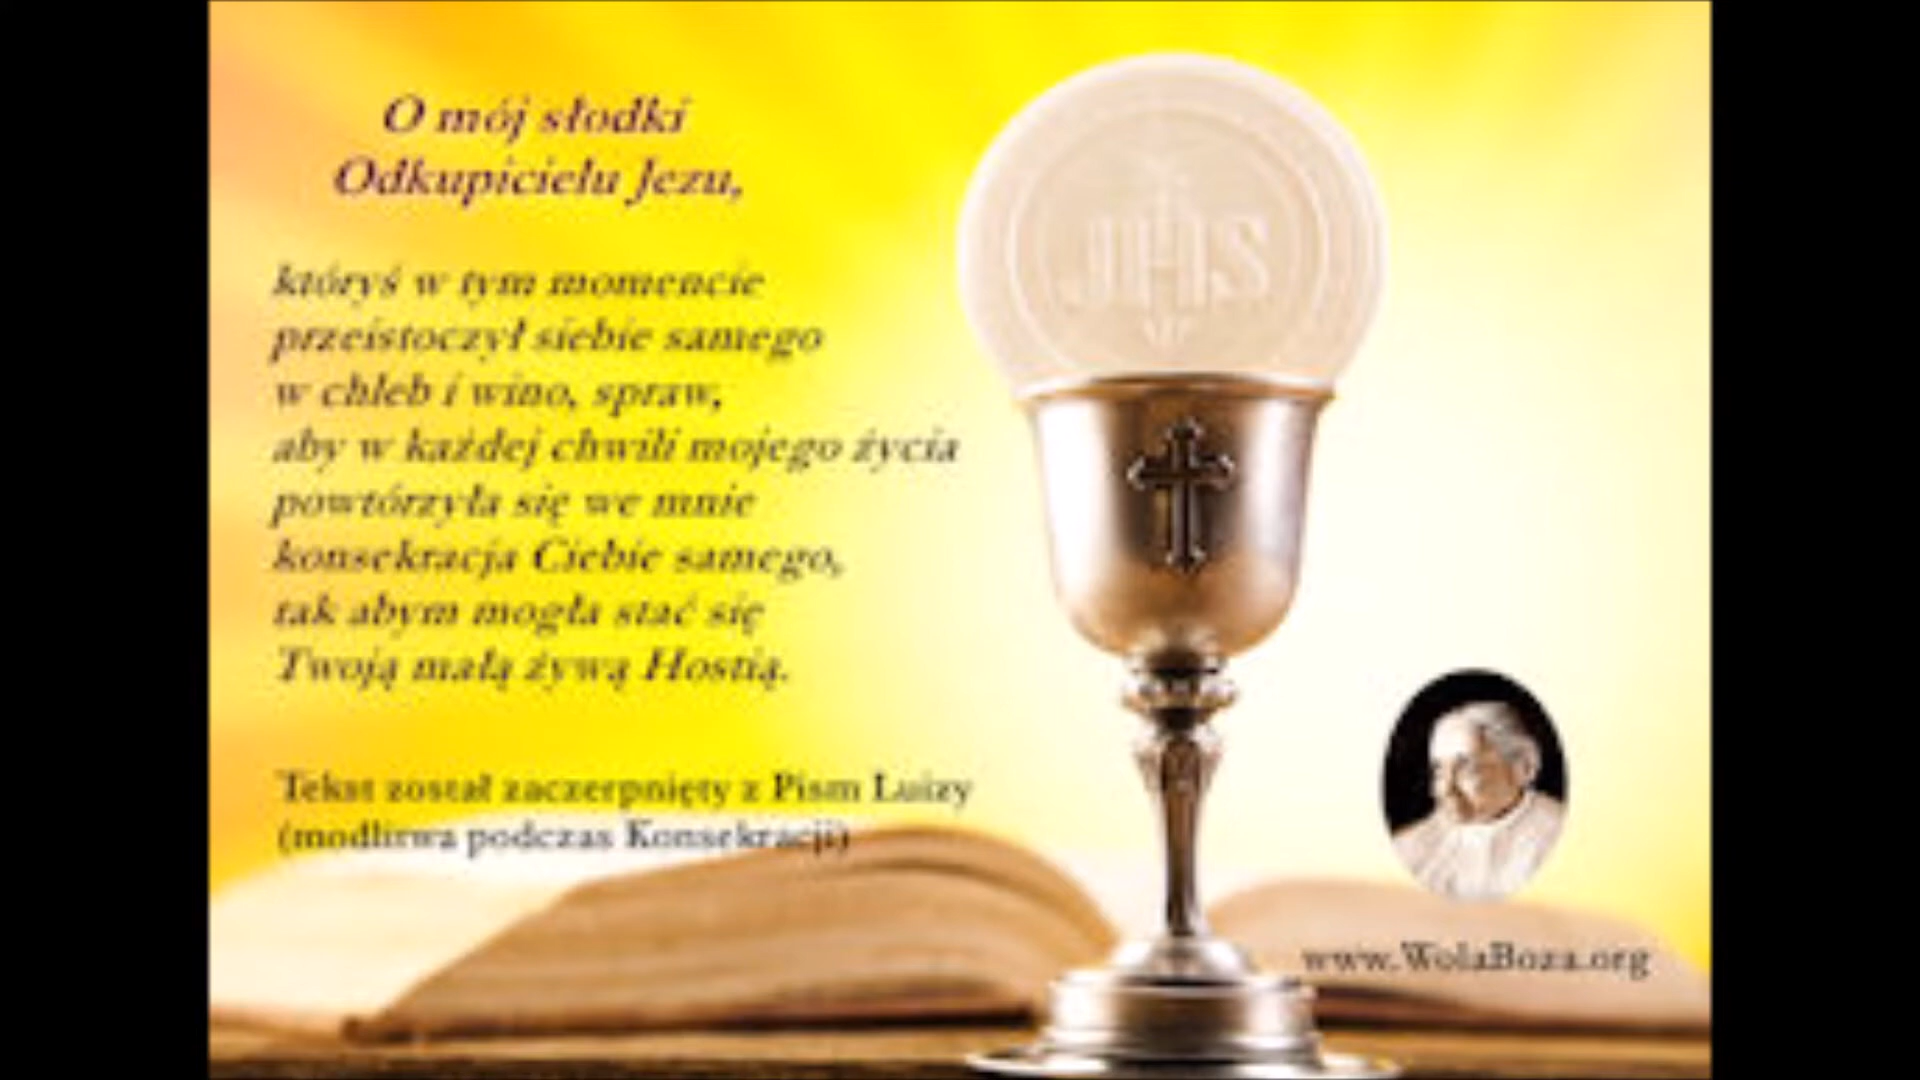 O mój słodki
Odkupicielu Jezu,
któryś w tym momencie
przeistoczył siebie samego
w chleb i wino, spraw,
aby w każdej chwili mojego życia
powtórzyła się we mnie
konsekracja Ciebie samego,
tak abym mogła stać się
Twoją małą żywą Hostią.
Tekst został zaczerpnięty z Pism Luizy
(modlitwa podczas Konsekracji)
JHS
www.WolaBoza.org